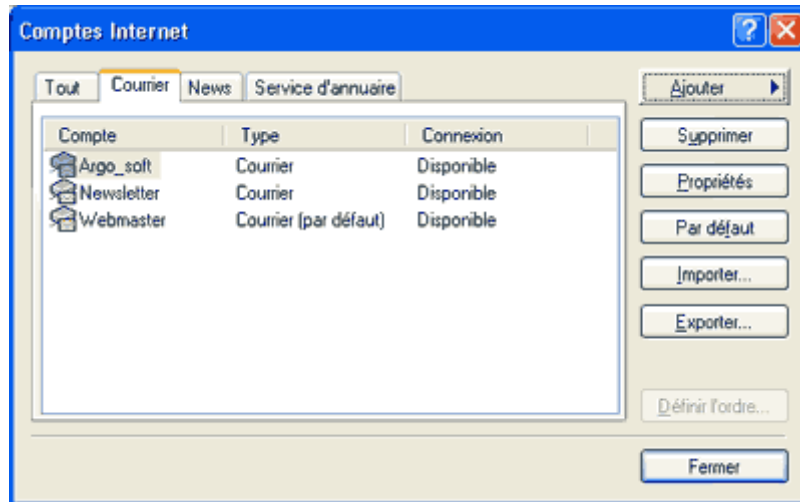 Comptes Internet
Tout Courrier News Service d'annuaire
Ajouter
Compte Type Connexion
Supprimer
Argo_soft Courrier Disponible
Newsletter Courrier Disponible
Propriétés
Webmaster Courrier (par défaut) Disponible
Par défaut
Importer...
Exporter...
Définir l'ordre...
Fermer